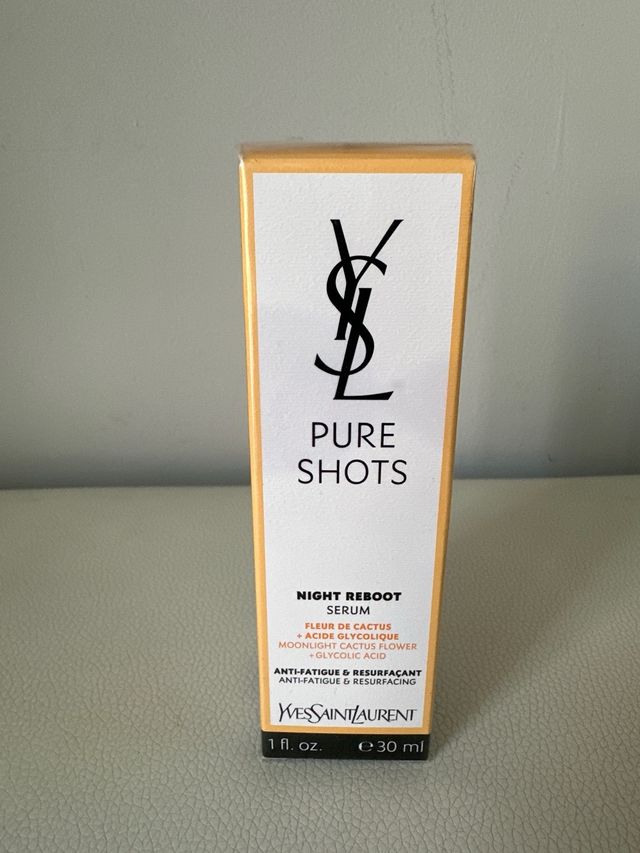 YSL
PURE
SHOTS
NIGHT REBOOT
SERUM
FLEUR DE CACTUS
+ ACIDE GLYCOLIQUE
MOONLIGHT CACTUS FLOWER
+ GLYCOLIC ACID
ANTI-FATIGUE & RESURFAÇANT
ANTI-FATIGUE & RESURFACING
YVESSAINTLAURENT
1 fl. oz. ℮ 30 ml